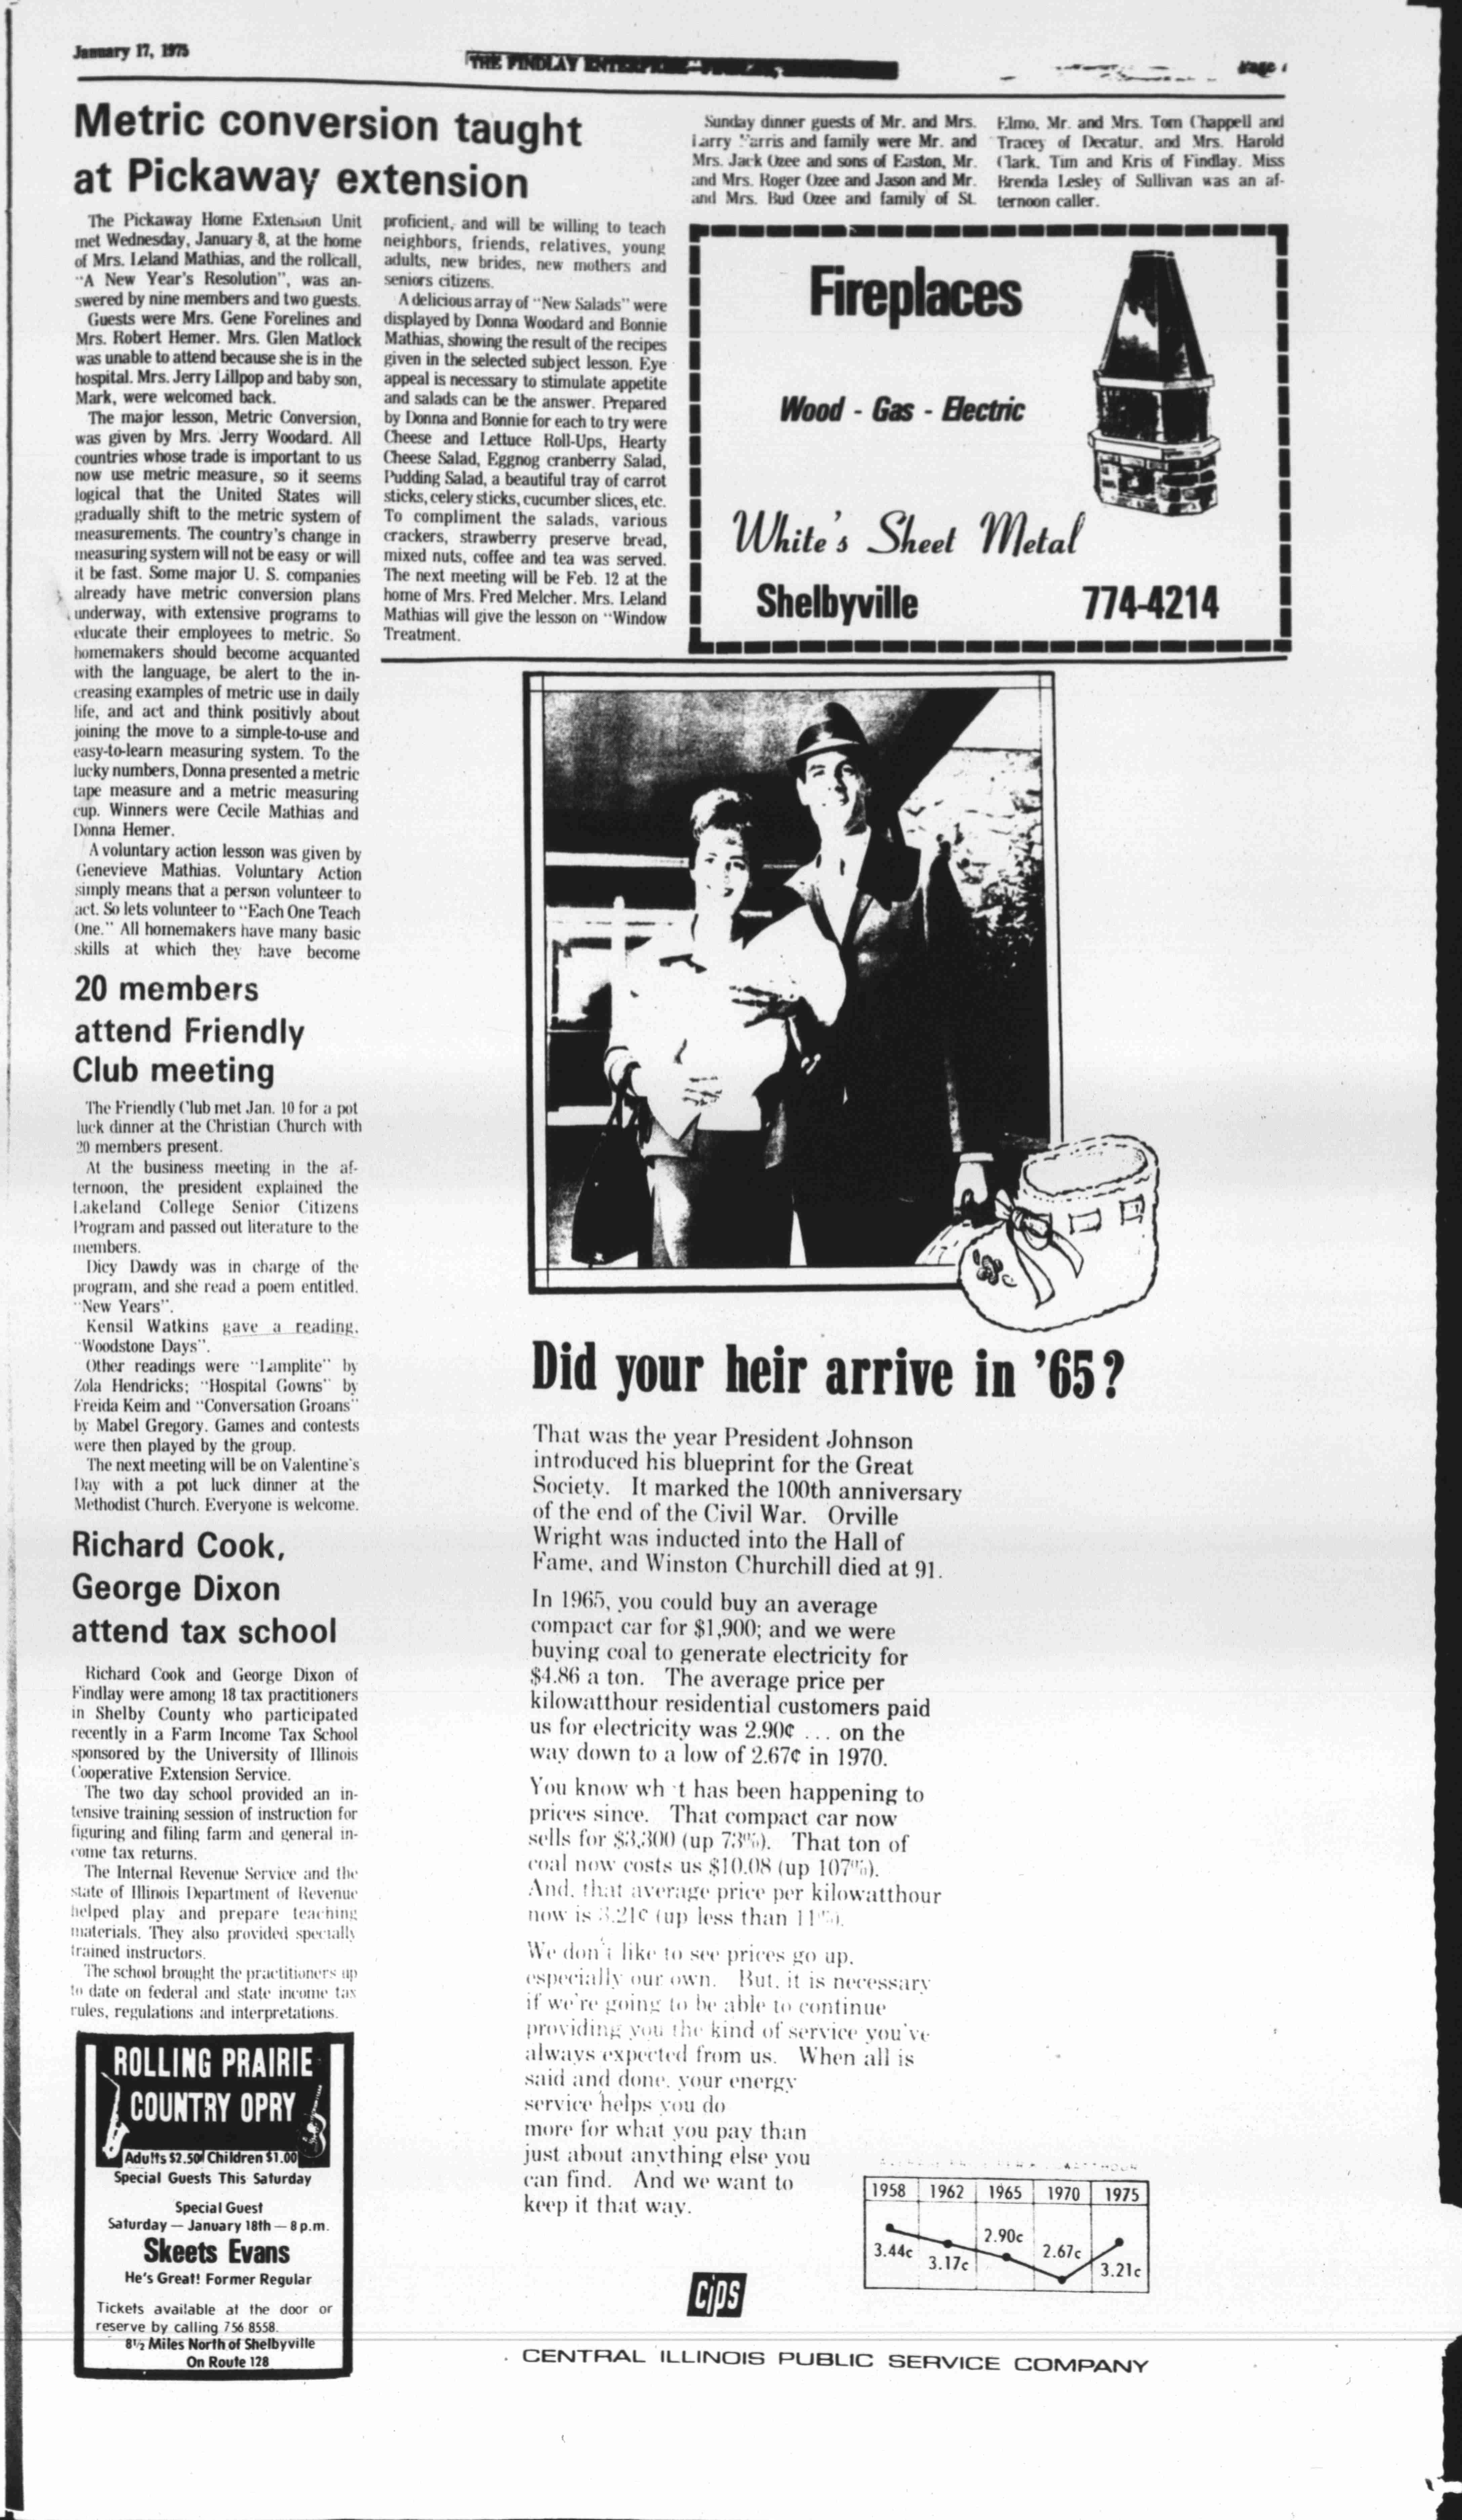 January 17, 1975
THE FINDLAY ENTERPRISE
Page
Metric conversion taught
at Pickaway extension
The Pickaway Home Extension Unit
met Wednesday, January 8, at the home
of Mrs. Leland Mathias, and the rollcall,
"A New Year's Resolution", was an-
swered by nine members and two guests.
Guests were Mrs. Gene Forelines and
Mrs. Robert Hemer. Mrs. Glen Matlock
was unable to attend because she is in the
hospital. Mrs. Jerry Lillpop and baby son,
Mark, were welcomed back.
The major lesson, Metric Conversion,
was given by Mrs. Jerry Woodard. All
countries whose trade is important to us
now use metric measure, so it seems
logical that the United States will
gradually shift to the metric system of
measurements. The country's change in
measuring system will not be easy or will
it be fast. Some major U. S. companies
already have metric conversion plans
underway, with extensive programs to
educate their employees to metric. So
homemakers should become acquanted
with the language, be alert to the in-
creasing examples of metric use in daily
life, and act and think positivly about
joining the move to a simple-to-use and
easy-to-learn measuring system. To the
lucky numbers, Donna presented a metric
tape measure and a metric measuring
cup. Winners were Cecile Mathias and
Donna Hemer.
A voluntary action lesson was given by
Genevieve Mathias. Voluntary Action
simply means that a person volunteer to
act. So lets volunteer to "Each One Teach
One." All homemakers have many basic
skills at which they have become
proficient, and will be willing to teach
neighbors, friends, relatives, young
adults, new brides, new mothers and
seniors citizens.
A delicious array of "New Salads" were
displayed by Donna Woodard and Bonnie
Mathias, showing the result of the recipes
given in the selected subject lesson. Eye
appeal is necessary to stimulate appetite
and salads can be the answer. Prepared
by Donna and Bonnie for each to try were
Cheese and Lettuce Roll-Ups, Hearty
Cheese Salad, Eggnog cranberry Salad,
Pudding Salad, a beautiful tray of carrot
sticks, celery sticks, cucumber slices, etc.
To compliment the salads, various
crackers, strawberry preserve bread,
mixed nuts, coffee and tea was served.
The next meeting will be Feb. 12 at the
home of Mrs. Fred Melcher. Mrs. Leland
Mathias will give the lesson on "Window
Treatment.
Sunday dinner guests of Mr. and Mrs.
Larry and family were Mr. and
Mrs. Jack Ozee and sons of Easton, Mr.
and Mrs. Roger Ozee and Jason and Mr.
and Mrs. Bud Ozee and family of St.
Elmo, Mr. and Mrs. Tom Chappell and
Tracey of Decatur, and Mrs. Harold
Clark, Tim and Kris of Findlay. Miss
Brenda Lesley of Sullivan was an af-
ternoon caller.
Fireplaces
Wood - Gas - Electric
White's Sheet Metal
Shelbyville 774-4214
20 members
attend Friendly
Club meeting
The Friendly Club met Jan. 10 for a pot
luck dinner at the Christian Church with
20 members present.
At the business meeting in the af-
ternoon, the president explained the
Lakeland College Senior Citizens
Program and passed out literature to the
members.
Dicy Dawdy was in charge of the
program, and she read a poem entitled,
"New Years".
Kensil Watkins gave a reading,
"Woodstone Days".
Other readings were "Lamplite" by
Zola Hendricks; "Hospital Gowns" by
Freida Keim and "Conversation Groans"
by Mabel Gregory. Games and contests
were then played by the group.
The next meeting will be on Valentine's
Day with a pot luck dinner at the
Methodist Church. Everyone is welcome.
Richard Cook,
George Dixon
attend tax school
Richard Cook and George Dixon of
Findlay were among 18 tax practitioners
in Shelby County who participated
recently in a Farm Income Tax School
sponsored by the University of Illinois
Cooperative Extension Service.
The two day school provided an in-
tensive training session of instruction for
figuring and filing farm and general in-
come tax returns.
The Internal Revenue Service and the
state of Illinois Department of Revenue
helped play and prepare teaching
materials. They also provided specially
trained instructors.
The school brought the practitioners up
to date on federal and state income tax
rules, regulations and interpretations.
ROLLING PRAIRIE
COUNTRY OPRY
Adults $2.50 Children $1.00
Special Guests This Saturday
Special Guest
Saturday — January 18th — 8 p.m.
Skeets Evans
He's Great! Former Regular
Tickets available at the door or
reserve by calling 756 8558.
8½ Miles North of Shelbyville
On Route 128
Did your heir arrive in '65?
That was the year President Johnson
introduced his blueprint for the Great
Society. It marked the 100th anniversary
of the end of the Civil War. Orville
Wright was inducted into the Hall of
Fame, and Winston Churchill died at 91.
In 1965, you could buy an average
compact car for $1,900; and we were
buying coal to generate electricity for
$4.86 a ton. The average price per
kilowatthour residential customers paid
us for electricity was 2.90¢ ... on the
way down to a low of 2.67¢ in 1970.
You know wh t has been happening to
prices since. That compact car now
sells for $3,300 (up 73%). That ton of
coal now costs us $10.08 (up 107%).
And, that average price per kilowatthour
now is 3.21¢ (up less than 11%).
We don't like to see prices go up,
especially our own. But, it is necessary
if we're going to be able to continue
providing you the kind of service you've
always expected from us. When all is
said and done, your energy
service helps you do
more for what you pay than
just about anything else you
can find. And we want to
keep it that way.
1958 1962 1965 1970 1975
3.44c 3.17c 2.90c 2.67c 3.21c
cips
CENTRAL ILLINOIS PUBLIC SERVICE COMPANY